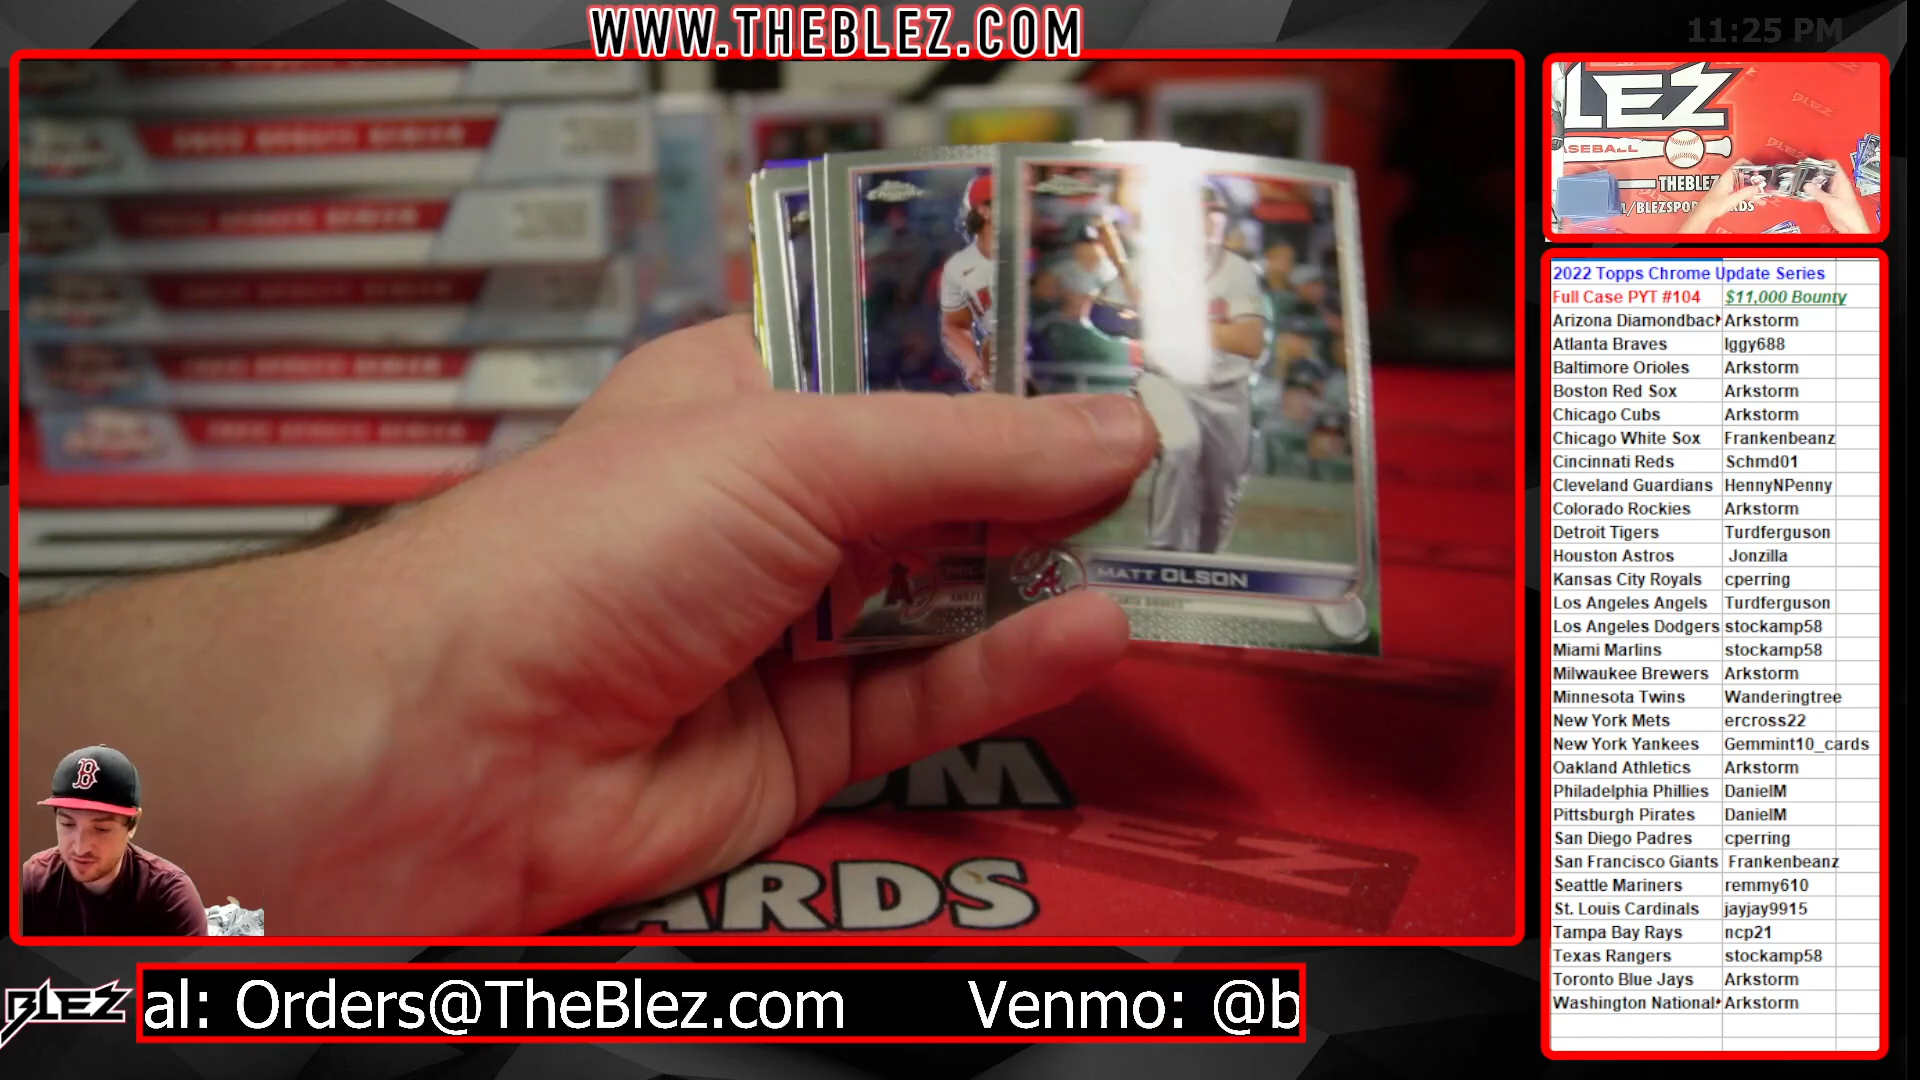 WWW.THEBLEZ.COM
11:25 PM
BLEZ
ASEBALL
THEBLEZ
/BLEZSPO RDS
MATT OLSON
ARDS
2022 Topps Chrome Update Series
Full Case PYT #104 $11,000 Bounty
Arizona Diamondbac Arkstorm
Atlanta Braves Iggy688
Baltimore Orioles Arkstorm
Boston Red Sox Arkstorm
Chicago Cubs Arkstorm
Chicago White Sox Frankenbeanz
Cincinnati Reds Schmd01
Cleveland Guardians HennyNPenny
Colorado Rockies Arkstorm
Detroit Tigers Turdferguson
Houston Astros Jonzilla
Kansas City Royals cperring
Los Angeles Angels Turdferguson
Los Angeles Dodgers stockamp58
Miami Marlins stockamp58
Milwaukee Brewers Arkstorm
Minnesota Twins Wanderingtree
New York Mets ercross22
New York Yankees Gemmint10_cards
Oakland Athletics Arkstorm
Philadelphia Phillies DanielM
Pittsburgh Pirates DanielM
San Diego Padres cperring
San Francisco Giants Frankenbeanz
Seattle Mariners remmy610
St. Louis Cardinals jayjay9915
Tampa Bay Rays ncp21
Texas Rangers stockamp58
Toronto Blue Jays Arkstorm
Washington National Arkstorm
BLEZ
al: Orders@TheBlez.com Venmo: @b